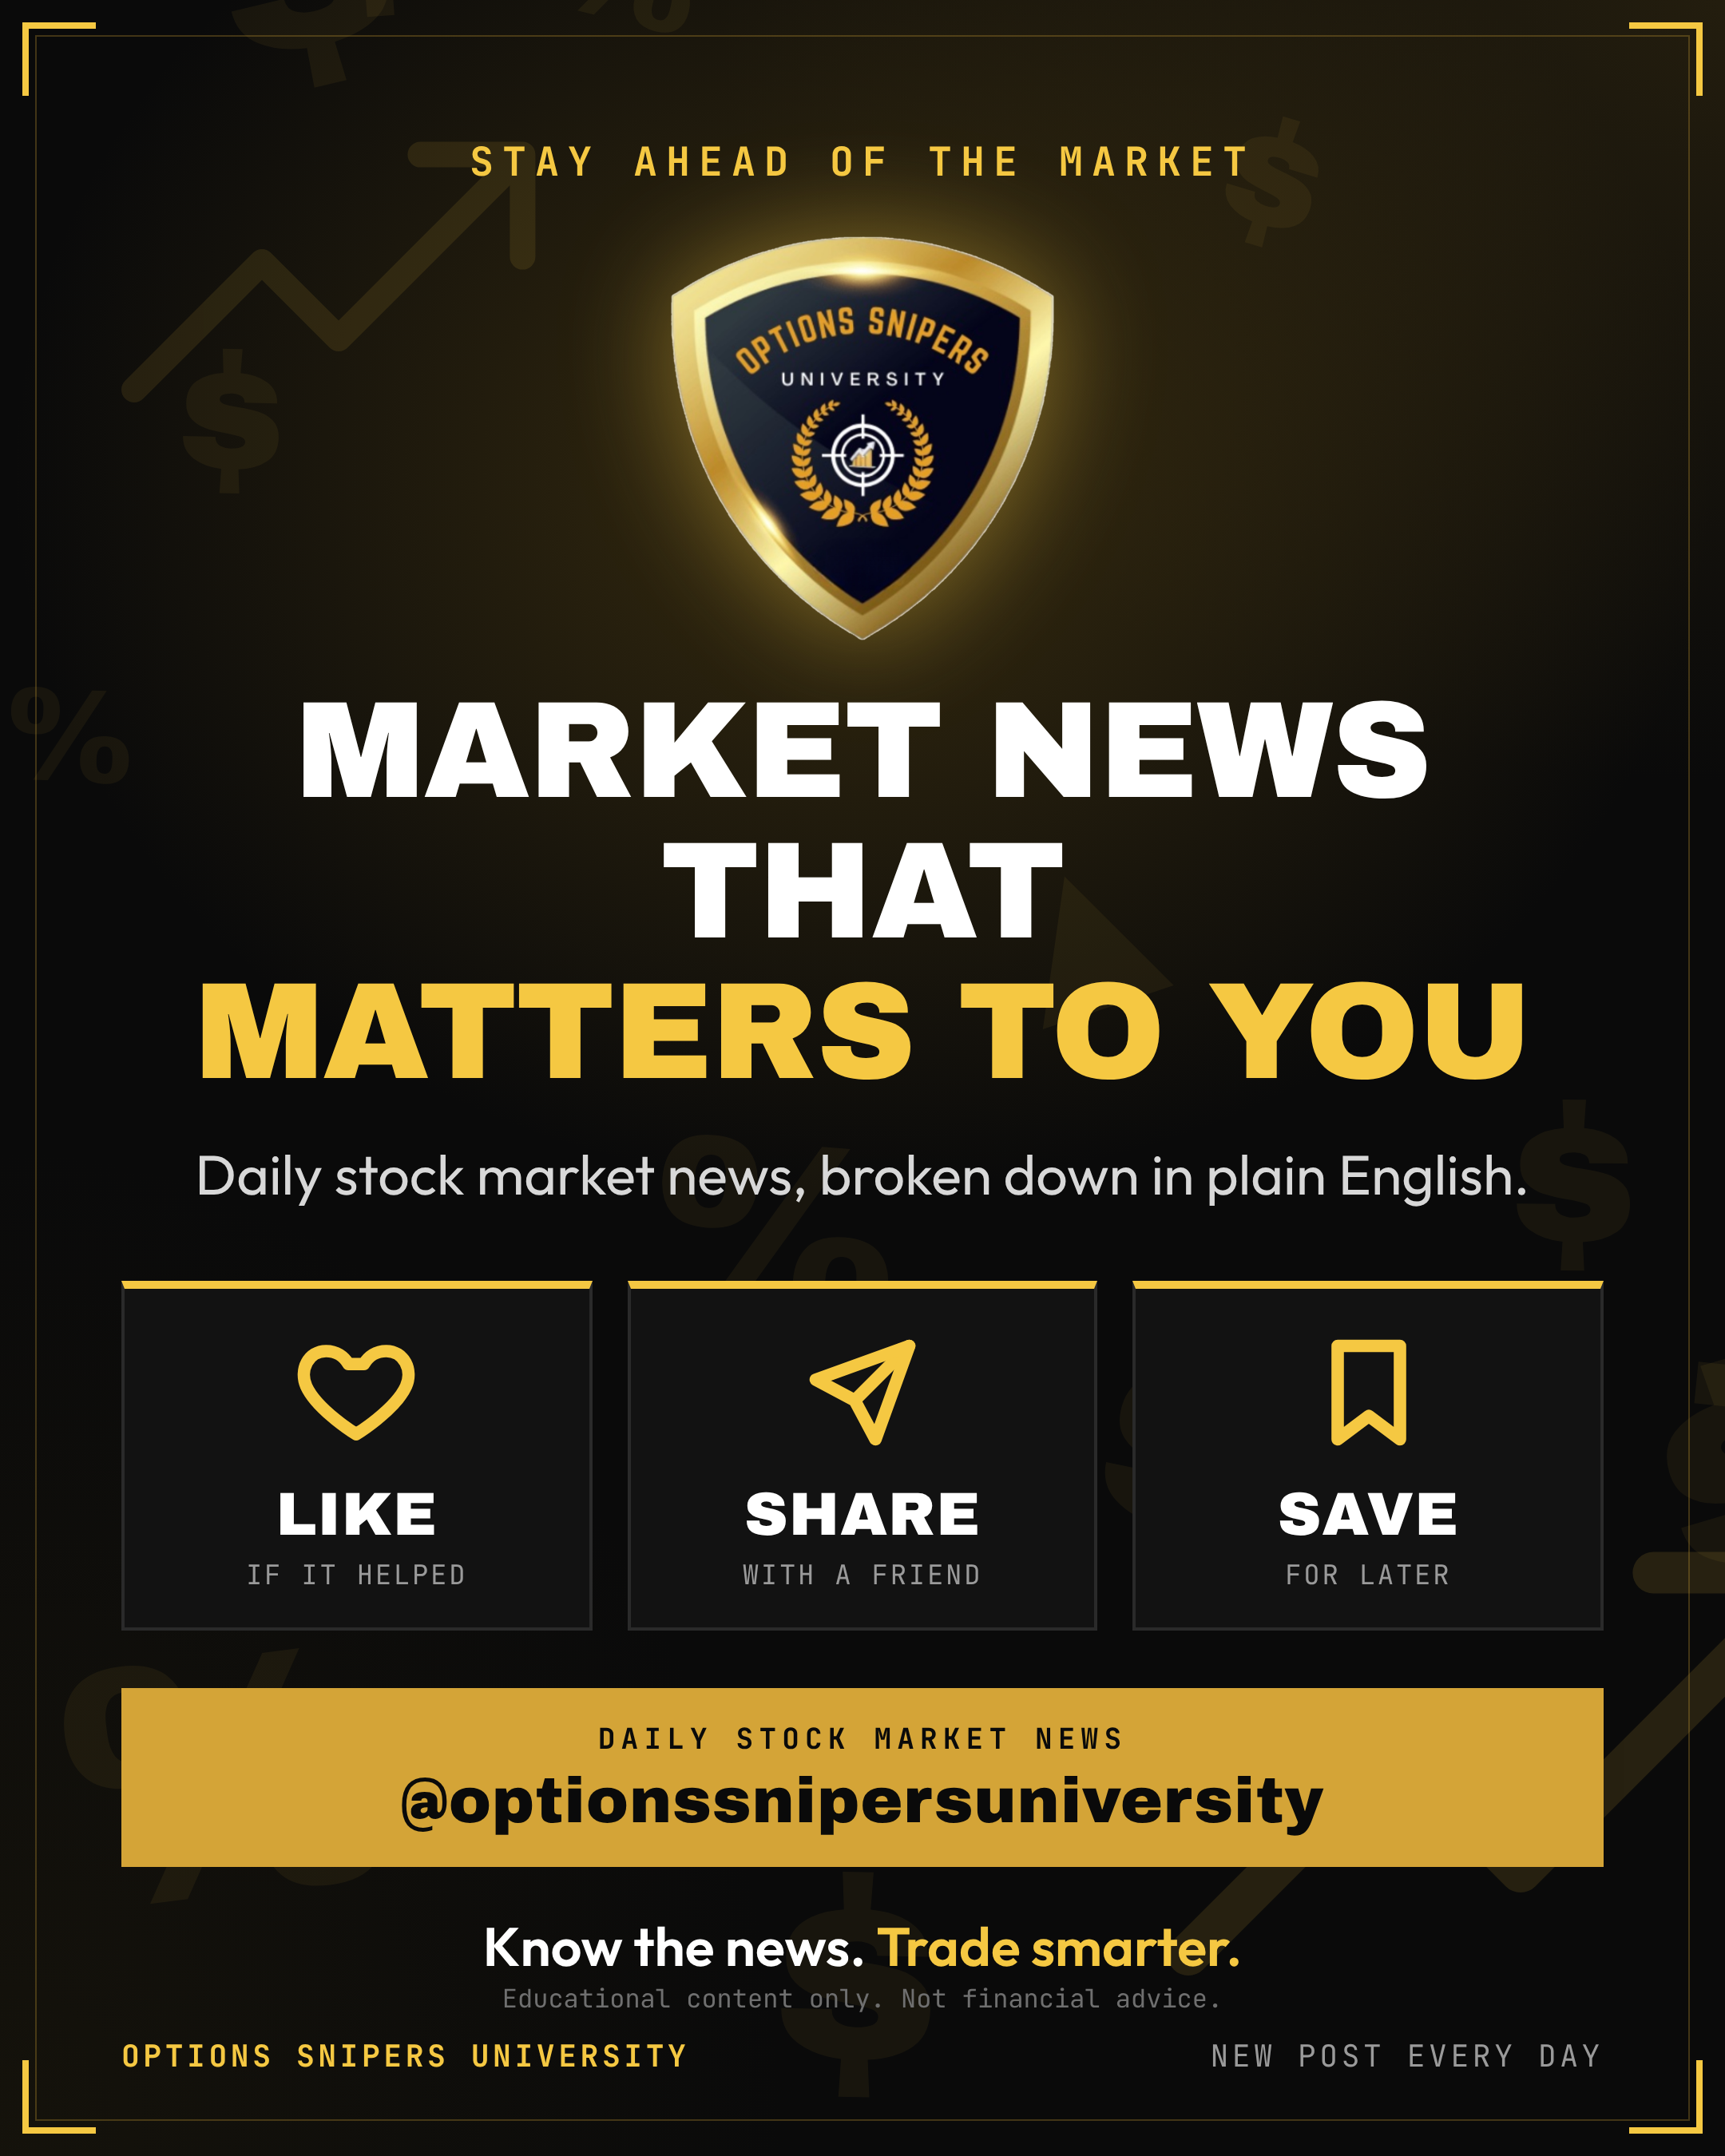 STAY AHEAD OF THE MARKET
OPTIONS SNIPERS
UNIVERSITY
MARKET NEWS
THAT
MATTERS TO YOU
Daily stock market news, broken down in plain English.
LIKE
IF IT HELPED
SHARE
WITH A FRIEND
SAVE
FOR LATER
DAILY STOCK MARKET NEWS
@optionssnipersuniversity
Know the news. Trade smarter.
Educational content only. Not financial advice.
OPTIONS SNIPERS UNIVERSITY
NEW POST EVERY DAY